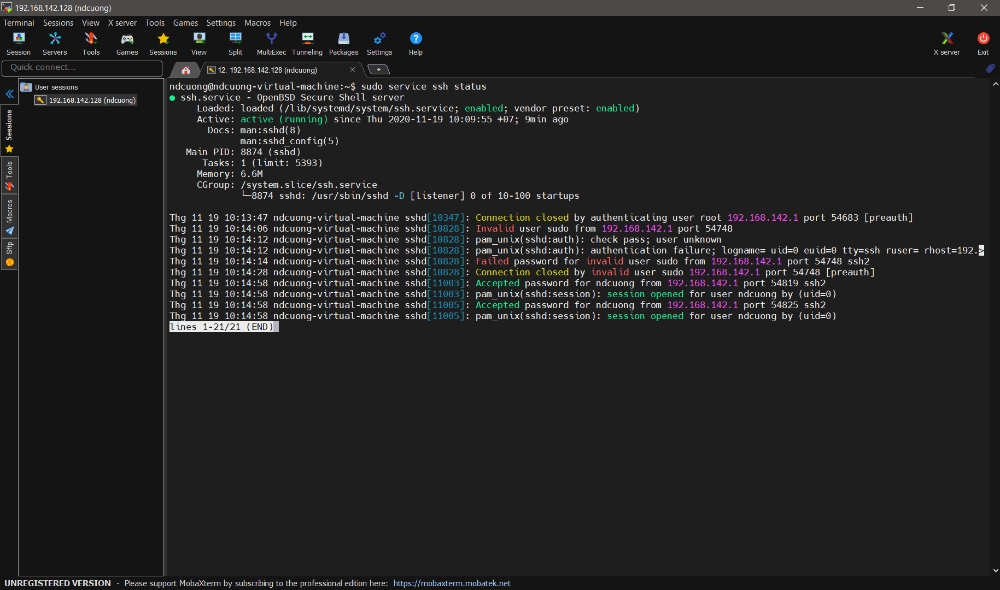 192.168.142.128 (ndcuong)
Terminal Sessions View X server Tools Games Settings Macros Help
Session Servers Tools Games Sessions View Split MultiExec Tunneling Packages Settings Help X server Exit
Quick connect...
12. 192.168.142.128 (ndcuong)
User sessions
192.168.142.128 (ndcuong)
Sessions
Tools
Macros
Sftp
ndcuong@ndcuong-virtual-machine:~$ sudo service ssh status
● ssh.service - OpenBSD Secure Shell server
Loaded: loaded (/lib/systemd/system/ssh.service; enabled; vendor preset: enabled)
Active: active (running) since Thu 2020-11-19 10:09:55 +07; 9min ago
Docs: man:sshd(8)
man:sshd_config(5)
Main PID: 8874 (sshd)
Tasks: 1 (limit: 5393)
Memory: 6.6M
CGroup: /system.slice/ssh.service
└─8874 sshd: /usr/sbin/sshd -D [listener] 0 of 10-100 startups
Thg 11 19 10:13:47 ndcuong-virtual-machine sshd[10347]: Connection closed by authenticating user root 192.168.142.1 port 54683 [preauth]
Thg 11 19 10:14:06 ndcuong-virtual-machine sshd[10828]: Invalid user sudo from 192.168.142.1 port 54748
Thg 11 19 10:14:12 ndcuong-virtual-machine sshd[10828]: pam_unix(sshd:auth): check pass; user unknown
Thg 11 19 10:14:12 ndcuong-virtual-machine sshd[10828]: pam_unix(sshd:auth): authentication failure; logname= uid=0 euid=0 tty=ssh ruser= rhost=192.>
Thg 11 19 10:14:14 ndcuong-virtual-machine sshd[10828]: Failed password for invalid user sudo from 192.168.142.1 port 54748 ssh2
Thg 11 19 10:14:28 ndcuong-virtual-machine sshd[10828]: Connection closed by invalid user sudo 192.168.142.1 port 54748 [preauth]
Thg 11 19 10:14:58 ndcuong-virtual-machine sshd[11003]: Accepted password for ndcuong from 192.168.142.1 port 54819 ssh2
Thg 11 19 10:14:58 ndcuong-virtual-machine sshd[11003]: pam_unix(sshd:session): session opened for user ndcuong by (uid=0)
Thg 11 19 10:14:58 ndcuong-virtual-machine sshd[11005]: Accepted password for ndcuong from 192.168.142.1 port 54825 ssh2
Thg 11 19 10:14:58 ndcuong-virtual-machine sshd[11005]: pam_unix(sshd:session): session opened for user ndcuong by (uid=0)
lines 1-21/21 (END)
UNREGISTERED VERSION - Please support MobaXterm by subscribing to the professional edition here: https://mobaxterm.mobatek.net